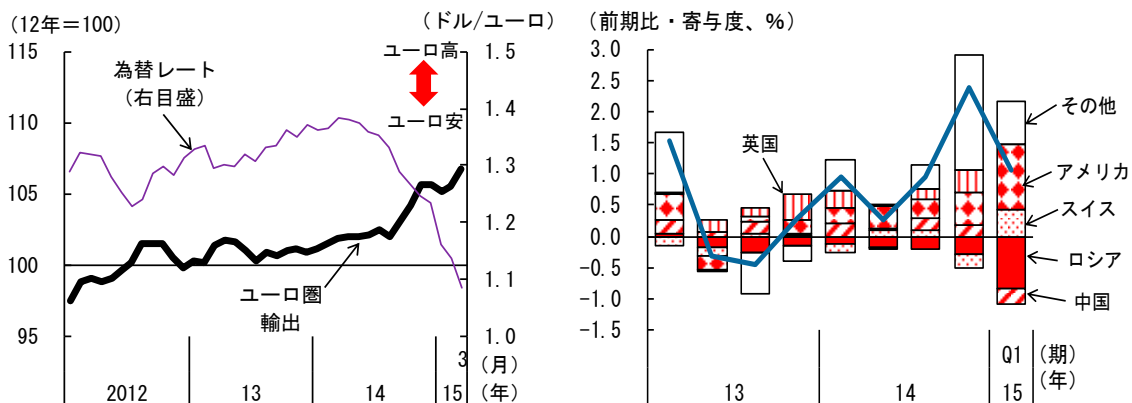 (12年＝100)
(ドル/ユーロ)
115
110
105
100
95
1.5
1.4
1.3
1.2
1.1
1.0
ユーロ高
ユーロ安
為替レート
(右目盛)
ユーロ圏
輸出
3
(月)
2012
13
14
15
(年)
(前期比・寄与度、%)
3.0
2.5
2.0
1.5
1.0
0.5
0.0
-0.5
-1.0
-1.5
英国
その他
アメリカ
スイス
ロシア
中国
Q1
(期)
13
14
15
(年)